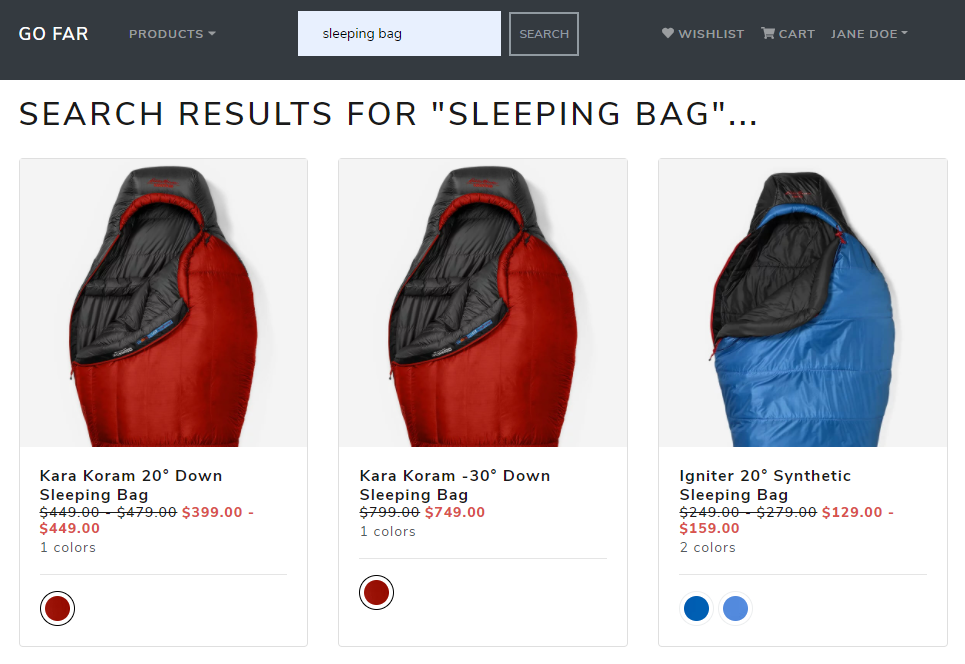 GO FAR PRODUCTS sleeping bag SEARCH WISHLIST CART JANE DOE
SEARCH RESULTS FOR "SLEEPING BAG"...
Kara Koram 20° Down
Sleeping Bag
$449.00 - $479.00 $399.00 -
$449.00
1 colors
Kara Koram -30° Down
Sleeping Bag
$799.00 $749.00
1 colors
Igniter 20° Synthetic
Sleeping Bag
$249.00 - $279.00 $129.00 -
$159.00
2 colors